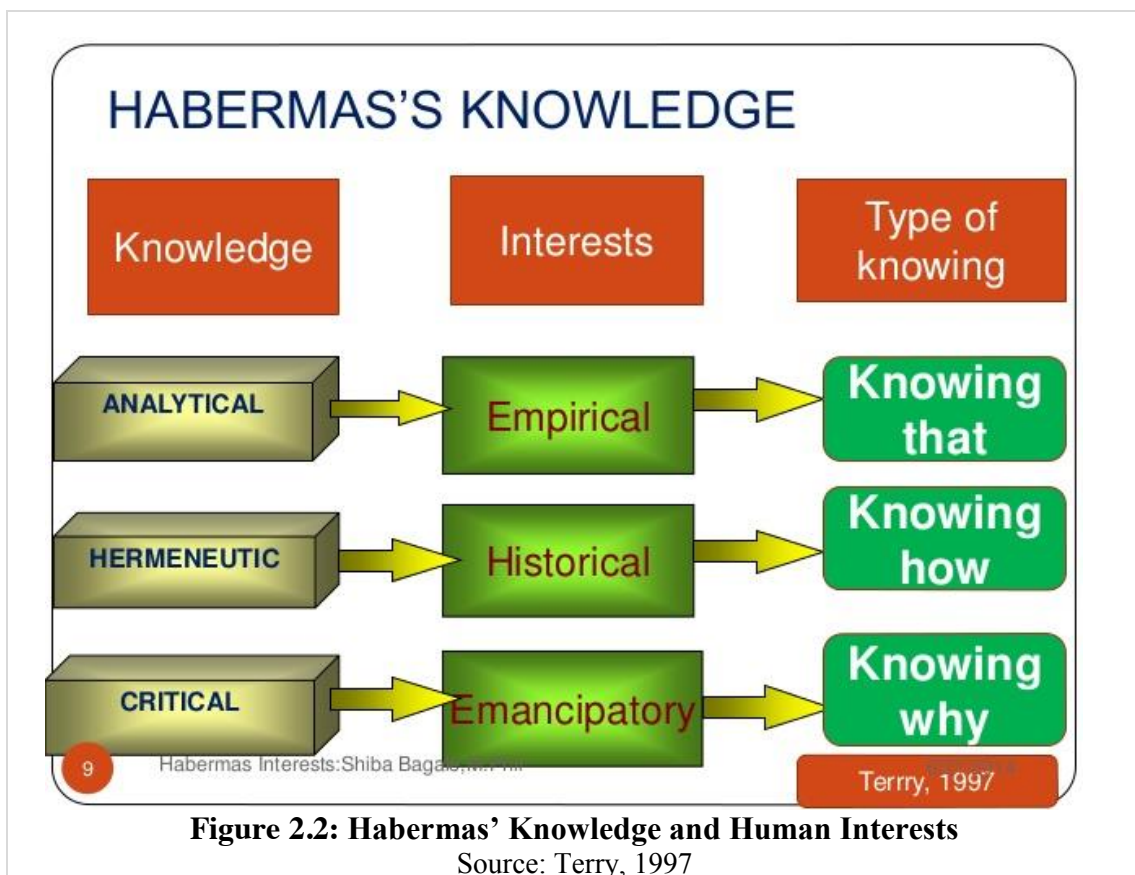 HABERMAS'S KNOWLEDGE
Knowledge
Interests
Type of
knowing
ANALYTICAL
Empirical
Knowing
that
HERMENEUTIC
Historical
Knowing
how
CRITICAL
Emancipatory
Knowing
why
9
Habermas Interests:Shiba
Terrry, 1997
Figure 2.2: Habermas' Knowledge and Human Interests
Source: Terry, 1997